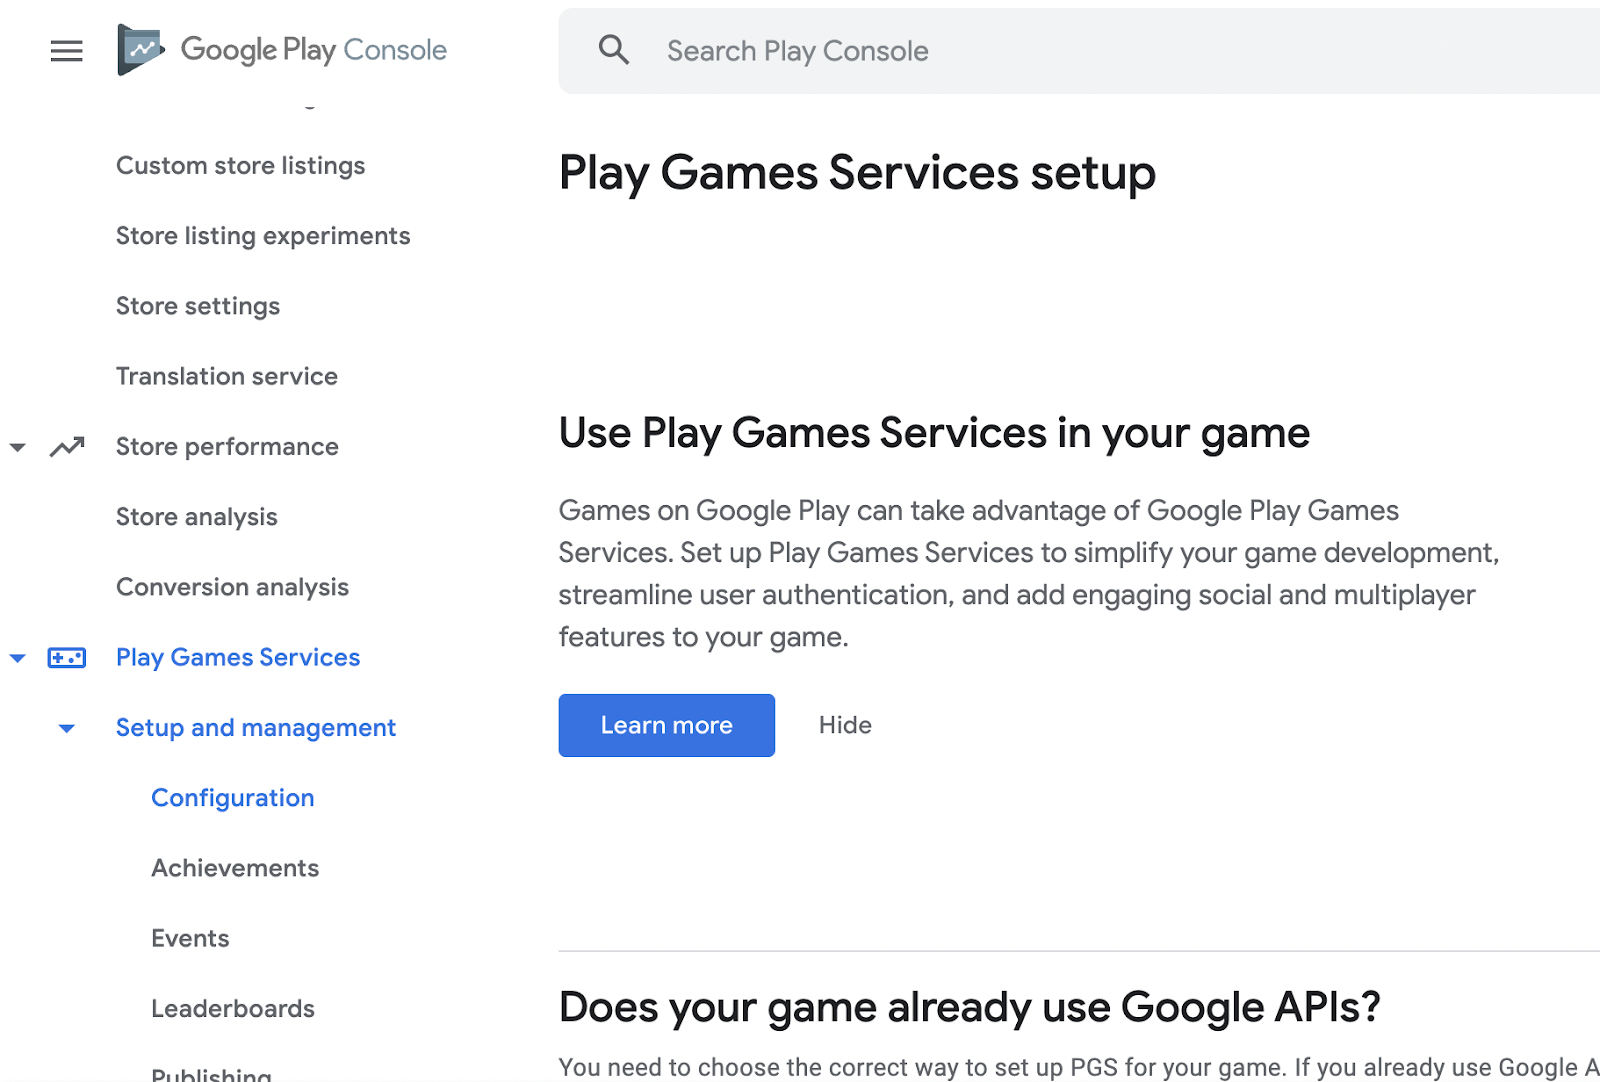 Google Play Console
Search Play Console
Custom store listings
Store listing experiments
Store settings
Translation service
Store performance
Store analysis
Conversion analysis
Play Games Services
Setup and management
Configuration
Achievements
Events
Leaderboards
Publishing
Play Games Services setup
Use Play Games Services in your game
Games on Google Play can take advantage of Google Play Games
Services. Set up Play Games Services to simplify your game development,
streamline user authentication, and add engaging social and multiplayer
features to your game.
Learn more
Hide
Does your game already use Google APIs?
You need to choose the correct way to set up PGS for your game. If you already use Google A